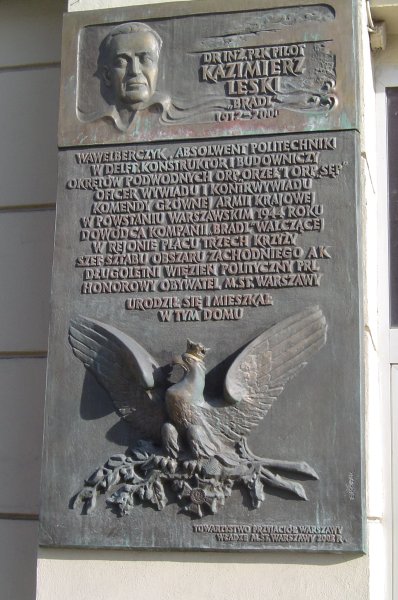 DR INŻ. PŁK PILOT
KAZIMIERZ
LESKI
„BRADL”
1912-2000
WAWELBERCZYK, ABSOLWENT POLITECHNIKI
W DELFT, KONSTRUKTOR I BUDOWNICZY
OKRĘTÓW PODWODNYCH ORP„ORZEŁ” I ORP„SĘP”
OFICER WYWIADU I KONTRWYWIADU
KOMENDY GŁÓWNEJ ARMII KRAJOWEJ
W POWSTANIU WARSZAWSKIM 1944 ROKU
DOWÓDCA KOMPANII „BRADL” WALCZĄCEJ
W REJONIE PLACU TRZECH KRZYŻY
SZEF SZTABU OBSZARU ZACHODNIEGO AK
DŁUGOLETNI WIĘZIEŃ POLITYCZNY PRL
HONOROWY OBYWATEL M.ST. WARSZAWY
URODZIŁ SIĘ I MIESZKAŁ
W TYM DOMU
TOWARZYSTWO PRZYJACIÓŁ WARSZAWY
WŁADZE M.ST. WARSZAWY 2003 R.